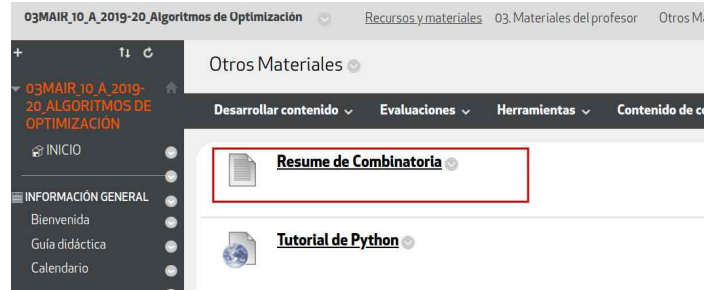 03MAIR_10_A_2019-20_Algoritmos de Optimización Recursos y materiales 03. Materiales del profesor Otros Ma
Otros Materiales
03MAIR_10_A_2019-
20_ALGORITMOS DE
OPTIMIZACIÓN
INICIO
INFORMACIÓN GENERAL
Bienvenida
Guía didáctica
Calendario
Desarrollar contenido Evaluaciones Herramientas Contenido de c
Resume de Combinatoria
Tutorial de Python